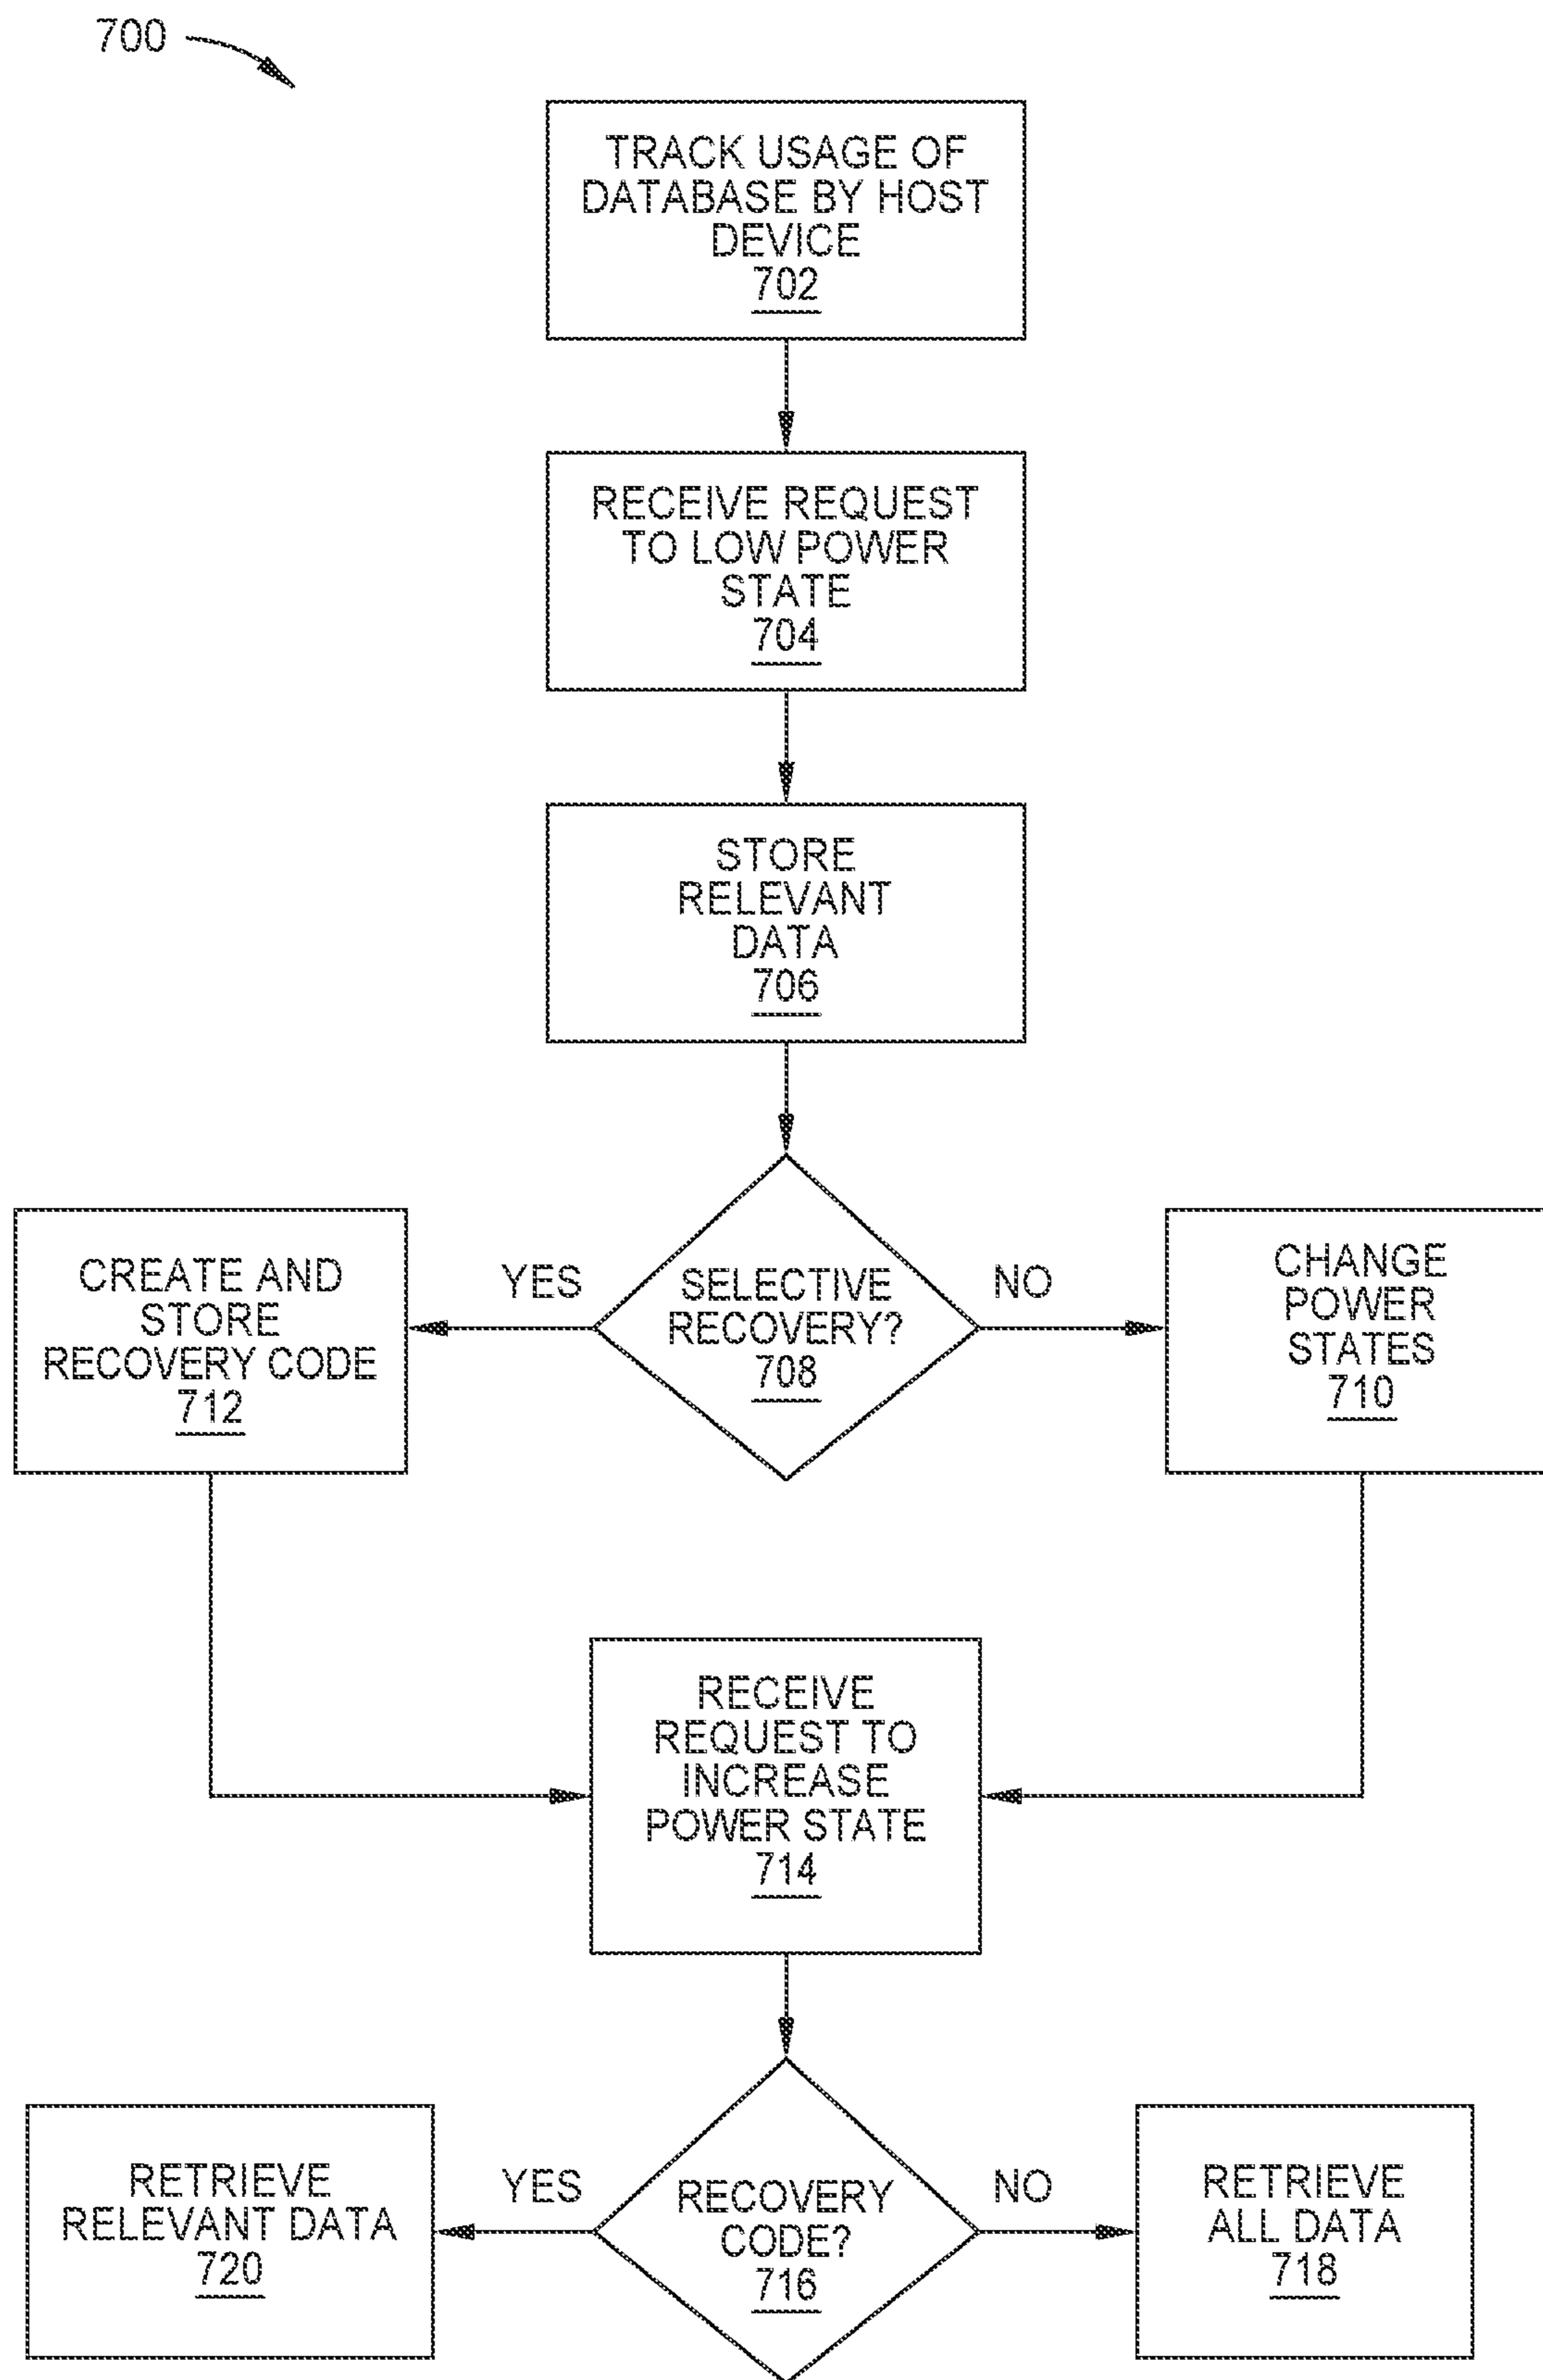 700
TRACK USAGE OF
DATABASE BY HOST
DEVICE
702
RECEIVE REQUEST
TO LOW POWER
STATE
704
STORE
RELEVANT
DATA
706
CREATE AND
STORE
RECOVERY CODE
712
YES
SELECTIVE
RECOVERY?
708
NO
CHANGE
POWER
STATES
710
RECEIVE
REQUEST TO
INCREASE
POWER STATE
714
RETRIEVE
RELEVANT DATA
720
YES
RECOVERY
CODE?
716
NO
RETRIEVE
ALL DATA
718